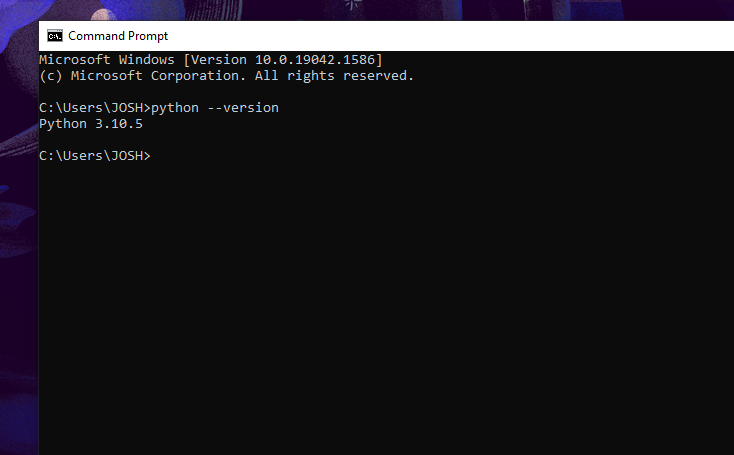 Command Prompt
Microsoft Windows [Version 10.0.19042.1586]
(c) Microsoft Corporation. All rights reserved.
C:\Users\JOSH>python --version
Python 3.10.5
C:\Users\JOSH>